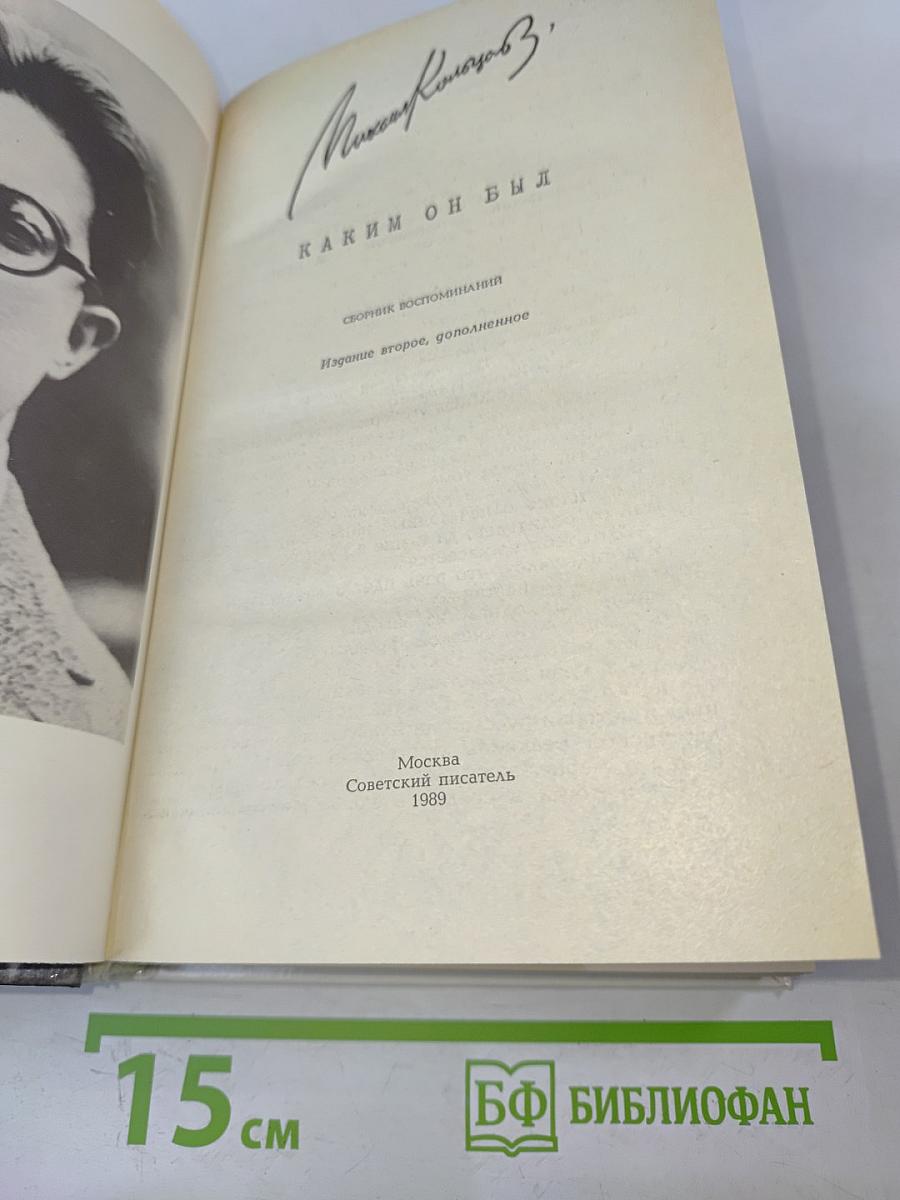 Михаил Кольцов,
КАКИМ ОН БЫЛ
СБОРНИК ВОСПОМИНАНИЙ
Издание второе, дополненное
Москва
Советский писатель
1989
15 см
БФ БИБЛИОФАН